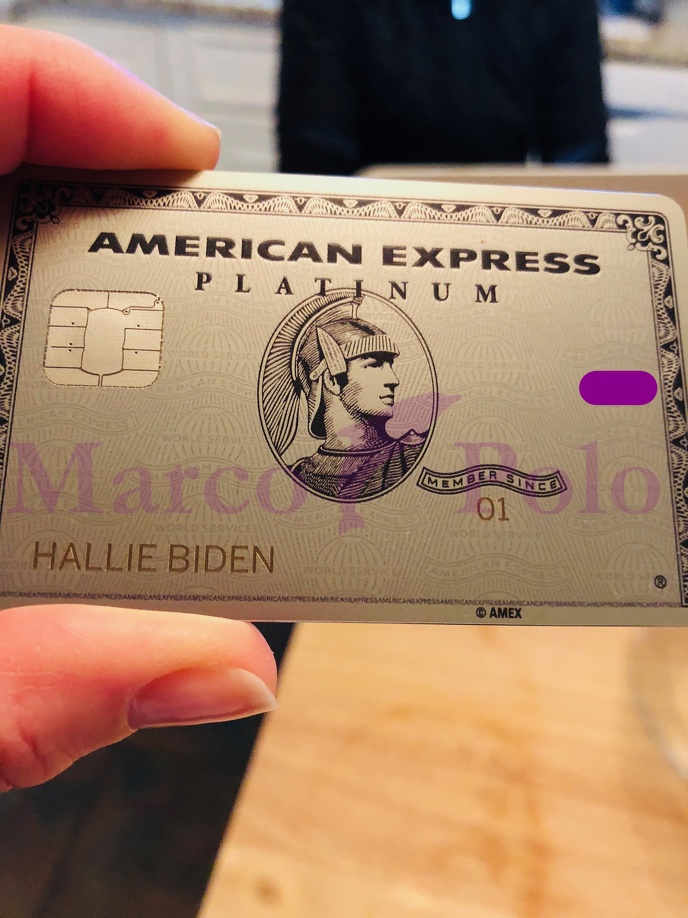 AMERICAN EXPRESS
PLATINUM
Marco Polo
MEMBER SINCE
01
HALLIE BIDEN
®
© AMEX